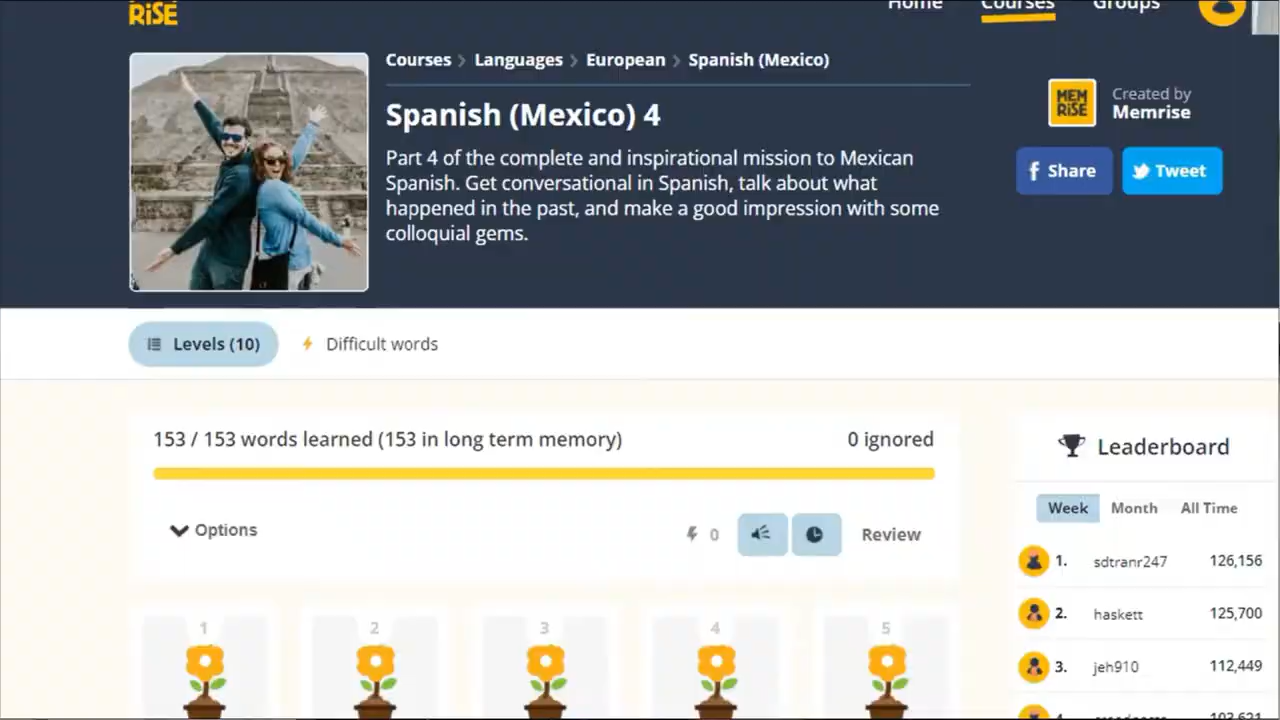 RiSE
Home Courses Groups
Courses > Languages > European > Spanish (Mexico)
Spanish (Mexico) 4
Part 4 of the complete and inspirational mission to Mexican
Spanish. Get conversational in Spanish, talk about what
happened in the past, and make a good impression with some
colloquial gems.
MEM
RiSE
Created by
Memrise
Share
Tweet
Levels (10)
Difficult words
153 / 153 words learned (153 in long term memory)
0 ignored
Options
0
Review
1 2 3 4 5
Leaderboard
Week Month All Time
1. sdtranr247 126,156
2. haskett 125,700
3. jeh910 112,449